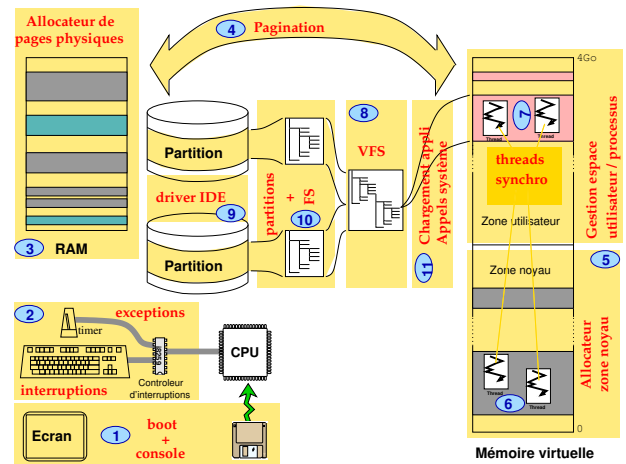 Allocateur de
pages physiques
4
Pagination
3
RAM
Partition
driver IDE
9
Partition
partitions
+
FS
10
8
VFS
11
Chargement appli
Appels système
4Go
7
Thread
Thread
threads
synchro
Zone utilisateur
Gestion espace
utilisateur / processus
5
Zone noyau
Thread
Thread
6
0
Allocateur
zone noyau
Mémoire virtuelle
2
exceptions
timer
interruptions
Controleur
d'interruptions
CPU
Ecran
1
boot
+
console